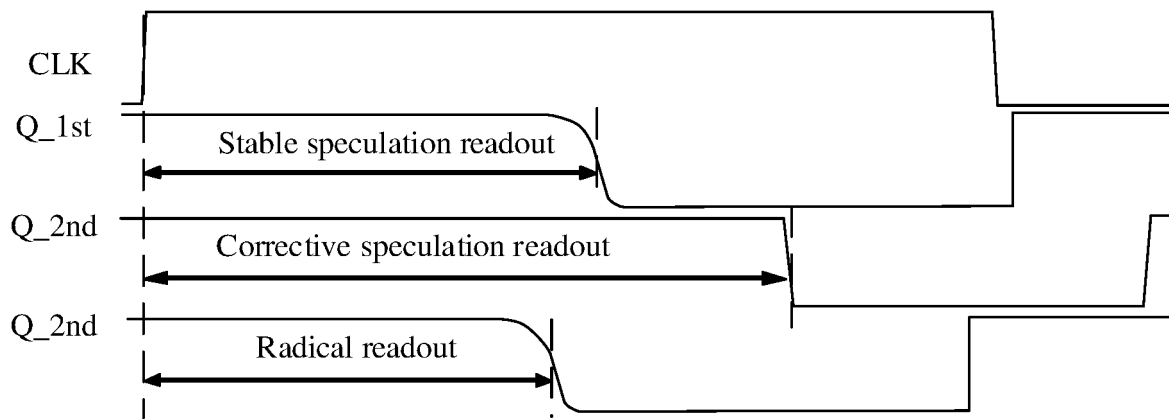 CLK
Q_1st
Stable speculation readout
Q_2nd
Corrective speculation readout
Q_2nd
Radical readout